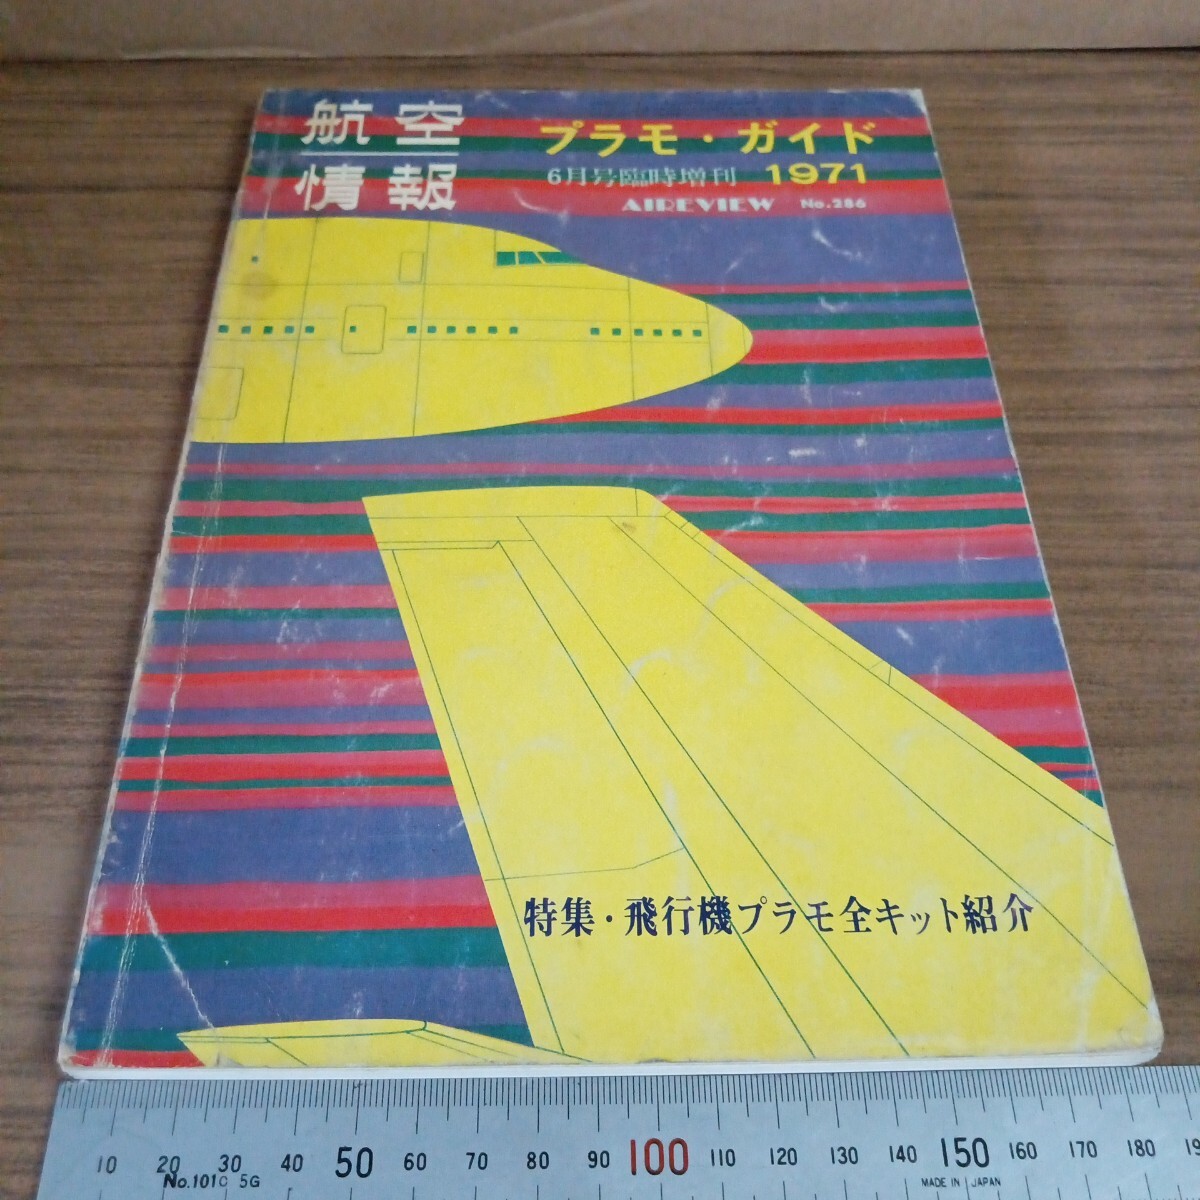 航空
情報
プラモ・ガイド
6月号臨時増刊 1971
AIREVIEW No.286
特集・飛行機プラモ全キット紹介
10 20 30 40 50 60 70 80 90 100 110 120 130 140 150 160 170 180 19
No.101C 5G
MADE IN JAPAN